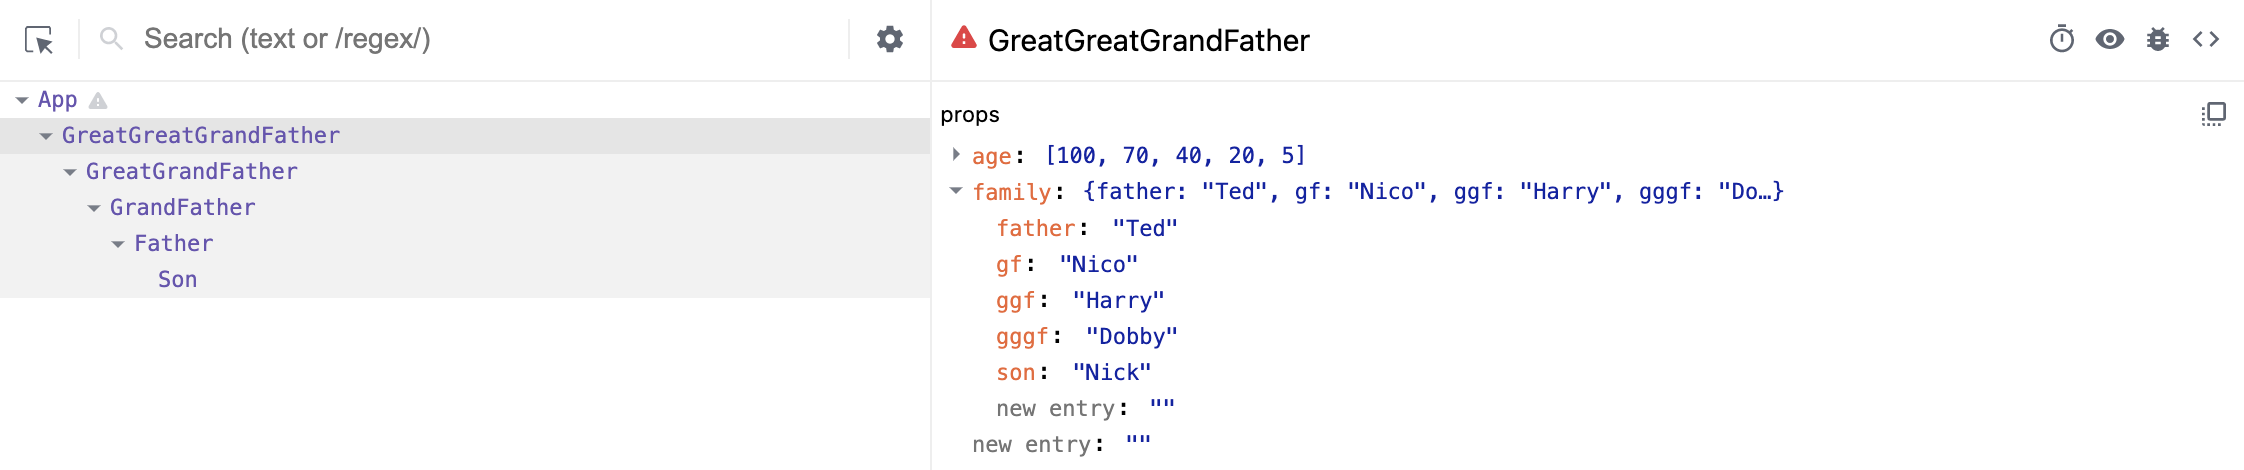 Search (text or /regex/)
App
GreatGreatGrandFather
GreatGrandFather
GrandFather
Father
Son
GreatGreatGrandFather
props
age: [100, 70, 40, 20, 5]
family: {father: "Ted", gf: "Nico", ggf: "Harry", gggf: "Do…}
father: "Ted"
gf: "Nico"
ggf: "Harry"
gggf: "Dobby"
son: "Nick"
new entry: ""
new entry: ""